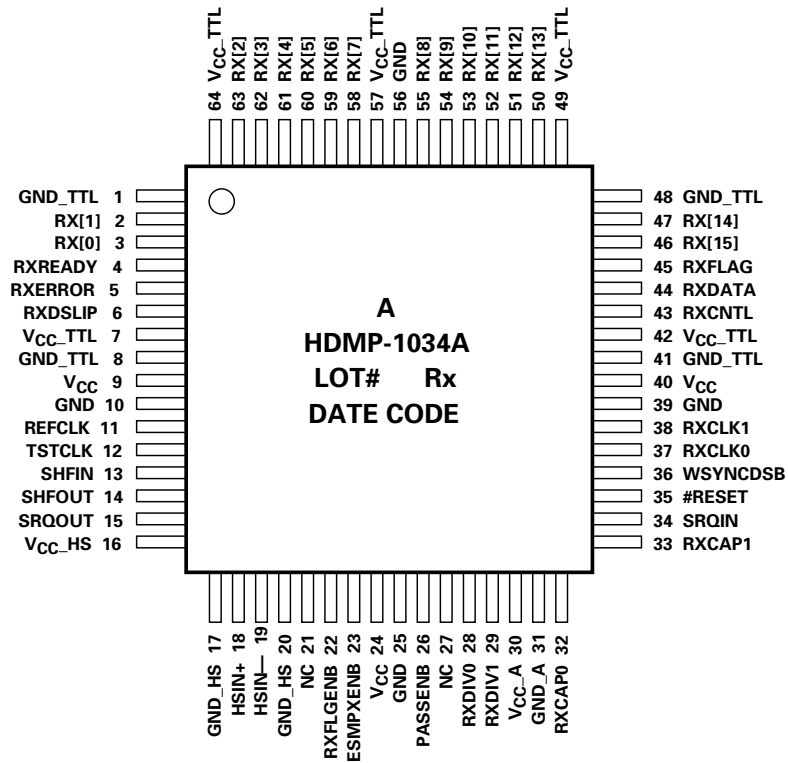 64 VCC_TTL
63 RX[2]
62 RX[3]
61 RX[4]
60 RX[5]
59 RX[6]
58 RX[7]
57 VCC_TTL
56 GND
55 RX[8]
54 RX[9]
53 RX[10]
52 RX[11]
51 RX[12]
50 RX[13]
49 VCC_TTL
GND_TTL 1
RX[1] 2
RX[0] 3
RXREADY 4
RXERROR 5
RXDSLIP 6
VCC_TTL 7
GND_TTL 8
VCC 9
GND 10
REFCLK 11
TSTCLK 12
SHFIN 13
SHFOUT 14
SRQOUT 15
VCC_HS 16
A
HDMP-1034A
LOT# Rx
DATE CODE
48 GND_TTL
47 RX[14]
46 RX[15]
45 RXFLAG
44 RXDATA
43 RXCNTL
42 VCC_TTL
41 GND_TTL
40 VCC
39 GND
38 RXCLK1
37 RXCLK0
36 WSYNCDSB
35 #RESET
34 SRQIN
33 RXCAP1
GND_HS 17
HSIN+ 18
HSIN— 19
GND_HS 20
NC 21
RXFLGENB 22
ESMPXENB 23
VCC 24
GND 25
PASSENB 26
NC 27
RXDIV0 28
RXDIV1 29
VCC_A 30
GND_A 31
RXCAP0 32